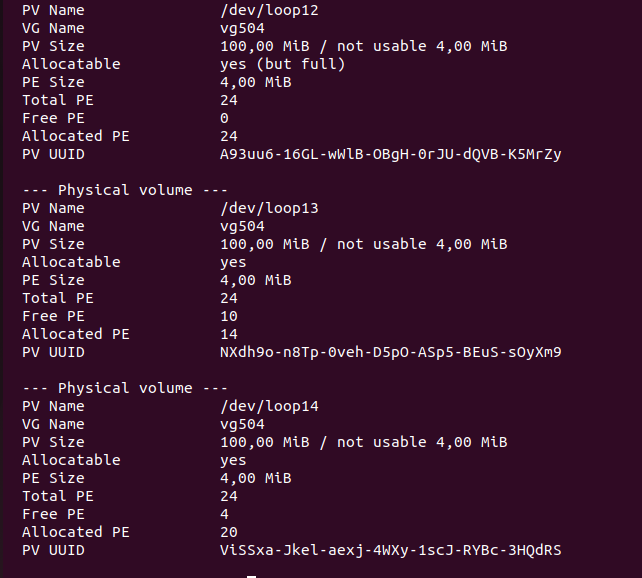 PV Name /dev/loop12
VG Name vg504
PV Size 100,00 MiB / not usable 4,00 MiB
Allocatable yes (but full)
PE Size 4,00 MiB
Total PE 24
Free PE 0
Allocated PE 24
PV UUID A93uu6-16GL-wWlB-OBgH-0rJU-dQVB-K5MrZy
--- Physical volume ---
PV Name /dev/loop13
VG Name vg504
PV Size 100,00 MiB / not usable 4,00 MiB
Allocatable yes
PE Size 4,00 MiB
Total PE 24
Free PE 10
Allocated PE 14
PV UUID NXdh9o-n8Tp-0veh-D5pO-ASp5-BEuS-sOyXm9
--- Physical volume ---
PV Name /dev/loop14
VG Name vg504
PV Size 100,00 MiB / not usable 4,00 MiB
Allocatable yes
PE Size 4,00 MiB
Total PE 24
Free PE 4
Allocated PE 20
PV UUID ViSSxa-Jkel-aexj-4WXy-1scJ-RYBc-3HQdRS